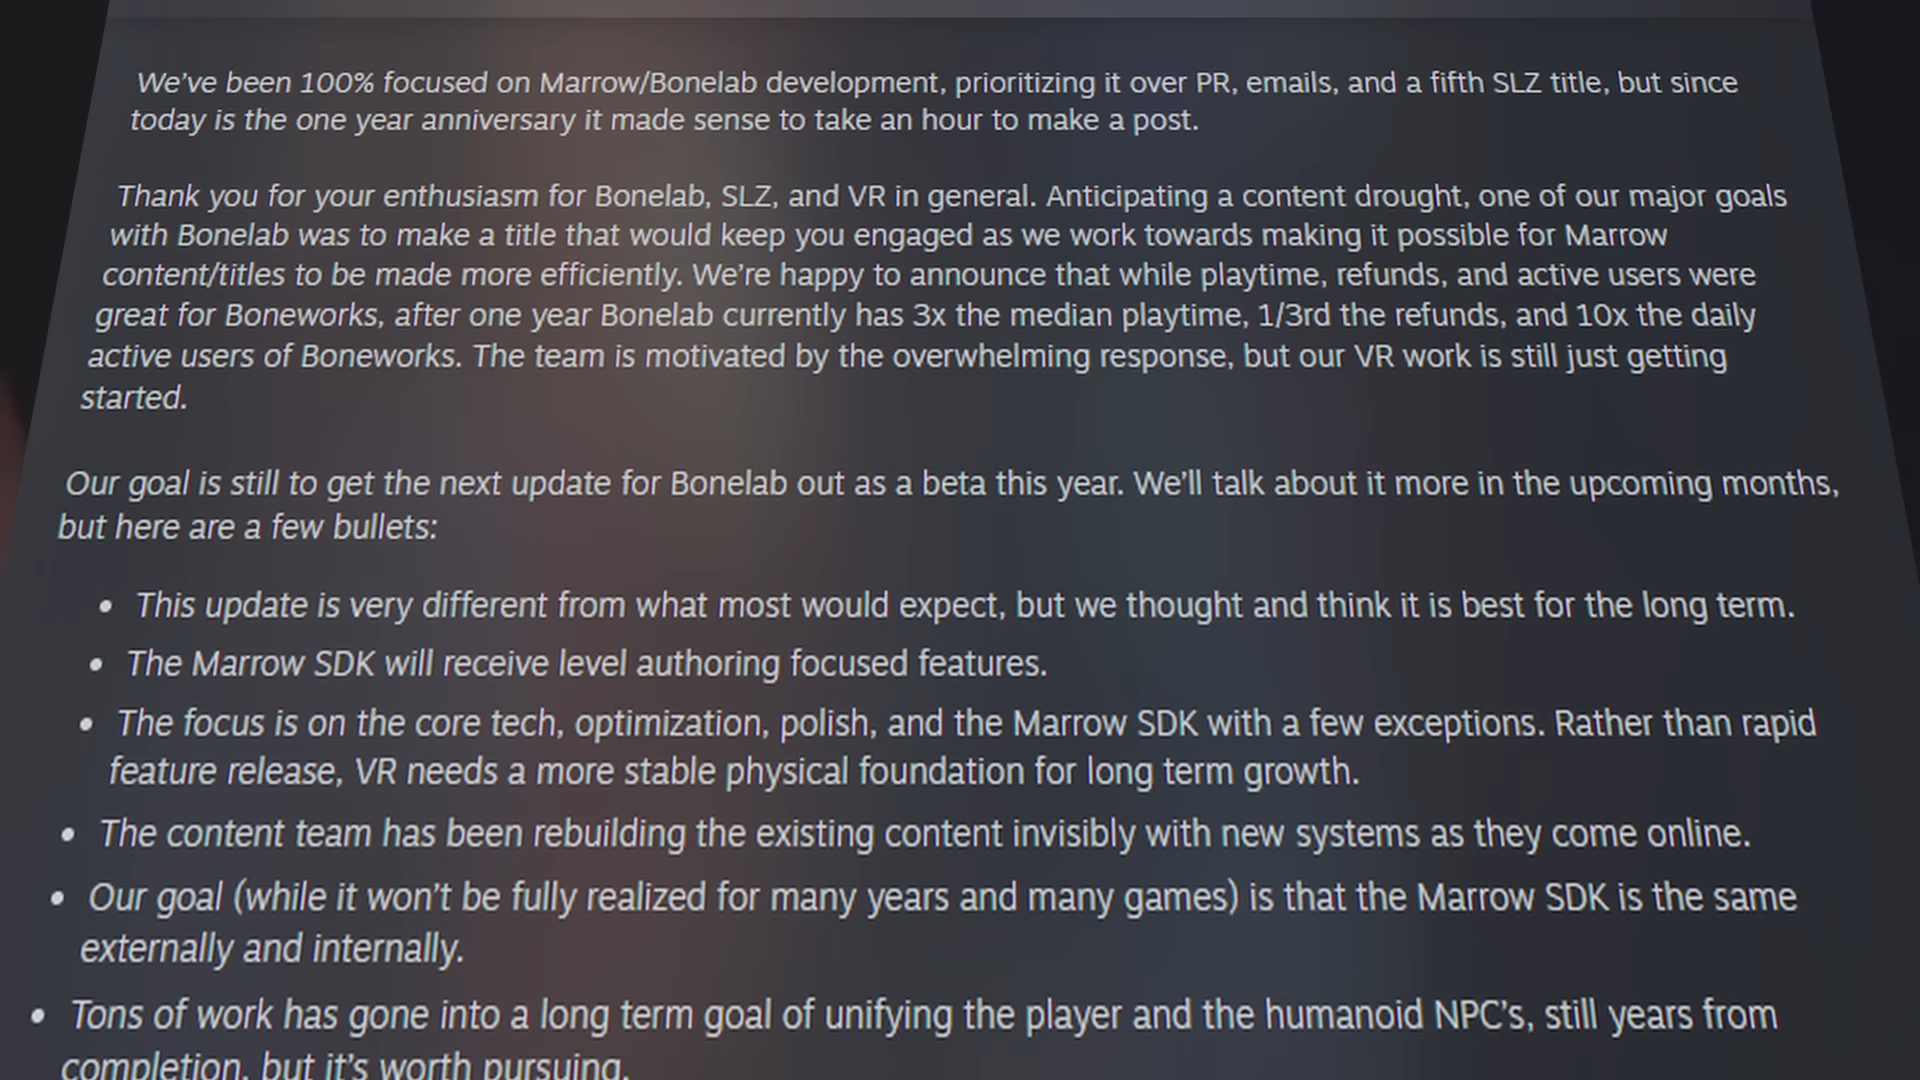 We've been 100% focused on Marrow/Bonelab development, prioritizing it over PR, emails, and a fifth SLZ title, but since
today is the one year anniversary it made sense to take an hour to make a post.
Thank you for your enthusiasm for Bonelab, SLZ, and VR in general. Anticipating a content drought, one of our major goals
with Bonelab was to make a title that would keep you engaged as we work towards making it possible for Marrow
content/titles to be made more efficiently. We're happy to announce that while playtime, refunds, and active users were
great for Boneworks, after one year Bonelab currently has 3x the median playtime, 1/3rd the refunds, and 10x the daily
active users of Boneworks. The team is motivated by the overwhelming response, but our VR work is still just getting
started.
Our goal is still to get the next update for Bonelab out as a beta this year. We'll talk about it more in the upcoming months,
but here are a few bullets:
• This update is very different from what most would expect, but we thought and think it is best for the long term.
• The Marrow SDK will receive level authoring focused features.
• The focus is on the core tech, optimization, polish, and the Marrow SDK with a few exceptions. Rather than rapid
feature release, VR needs a more stable physical foundation for long term growth.
• The content team has been rebuilding the existing content invisibly with new systems as they come online.
• Our goal (while it won't be fully realized for many years and many games) is that the Marrow SDK is the same
externally and internally.
• Tons of work has gone into a long term goal of unifying the player and the humanoid NPC's, still years from
completion, but it's worth pursuing.